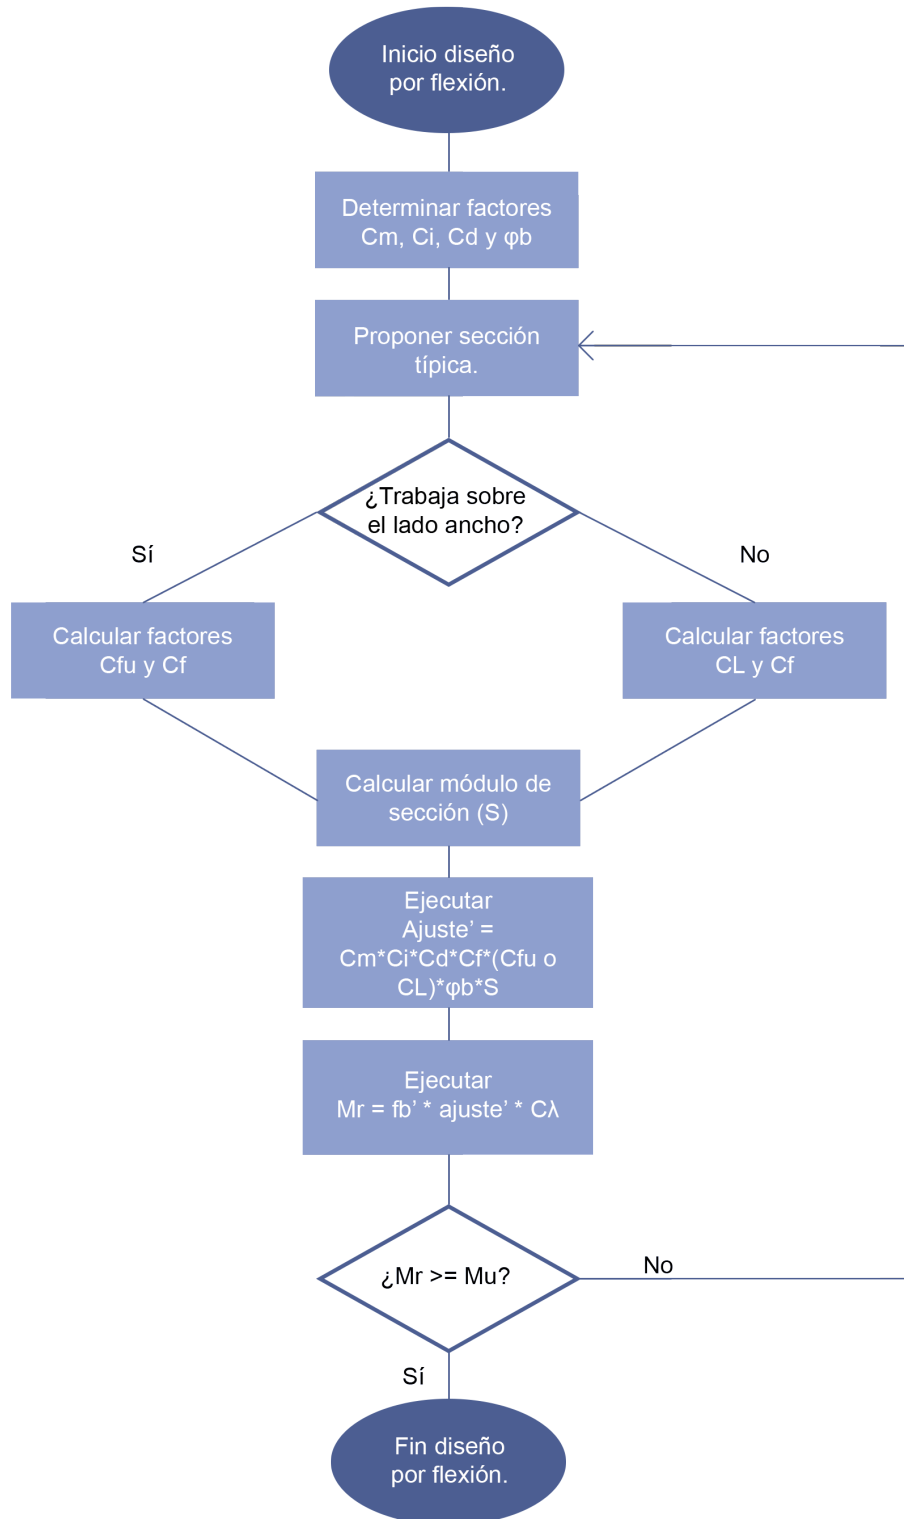 Inicio diseño
por flexión.
Determinar factores
Cm, Ci, Cd y φb
Proponer sección
típica.
¿Trabaja sobre
el lado ancho?
Sí
No
Calcular factores
Cfu y Cf
Calcular factores
CL y Cf
Calcular módulo de
sección (S)
Ejecutar
Ajuste’ =
Cm*Ci*Cd*Cf*(Cfu o
CL)*φb*S
Ejecutar
Mr = fb’ * ajuste’ * Cλ
¿Mr >= Mu?
No
Sí
Fin diseño
por flexión.